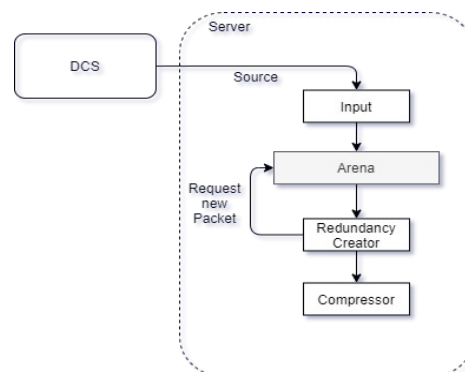 Server
DCS
Source
Input
Arena
Request
new
Packet
Redundancy
Creator
Compressor